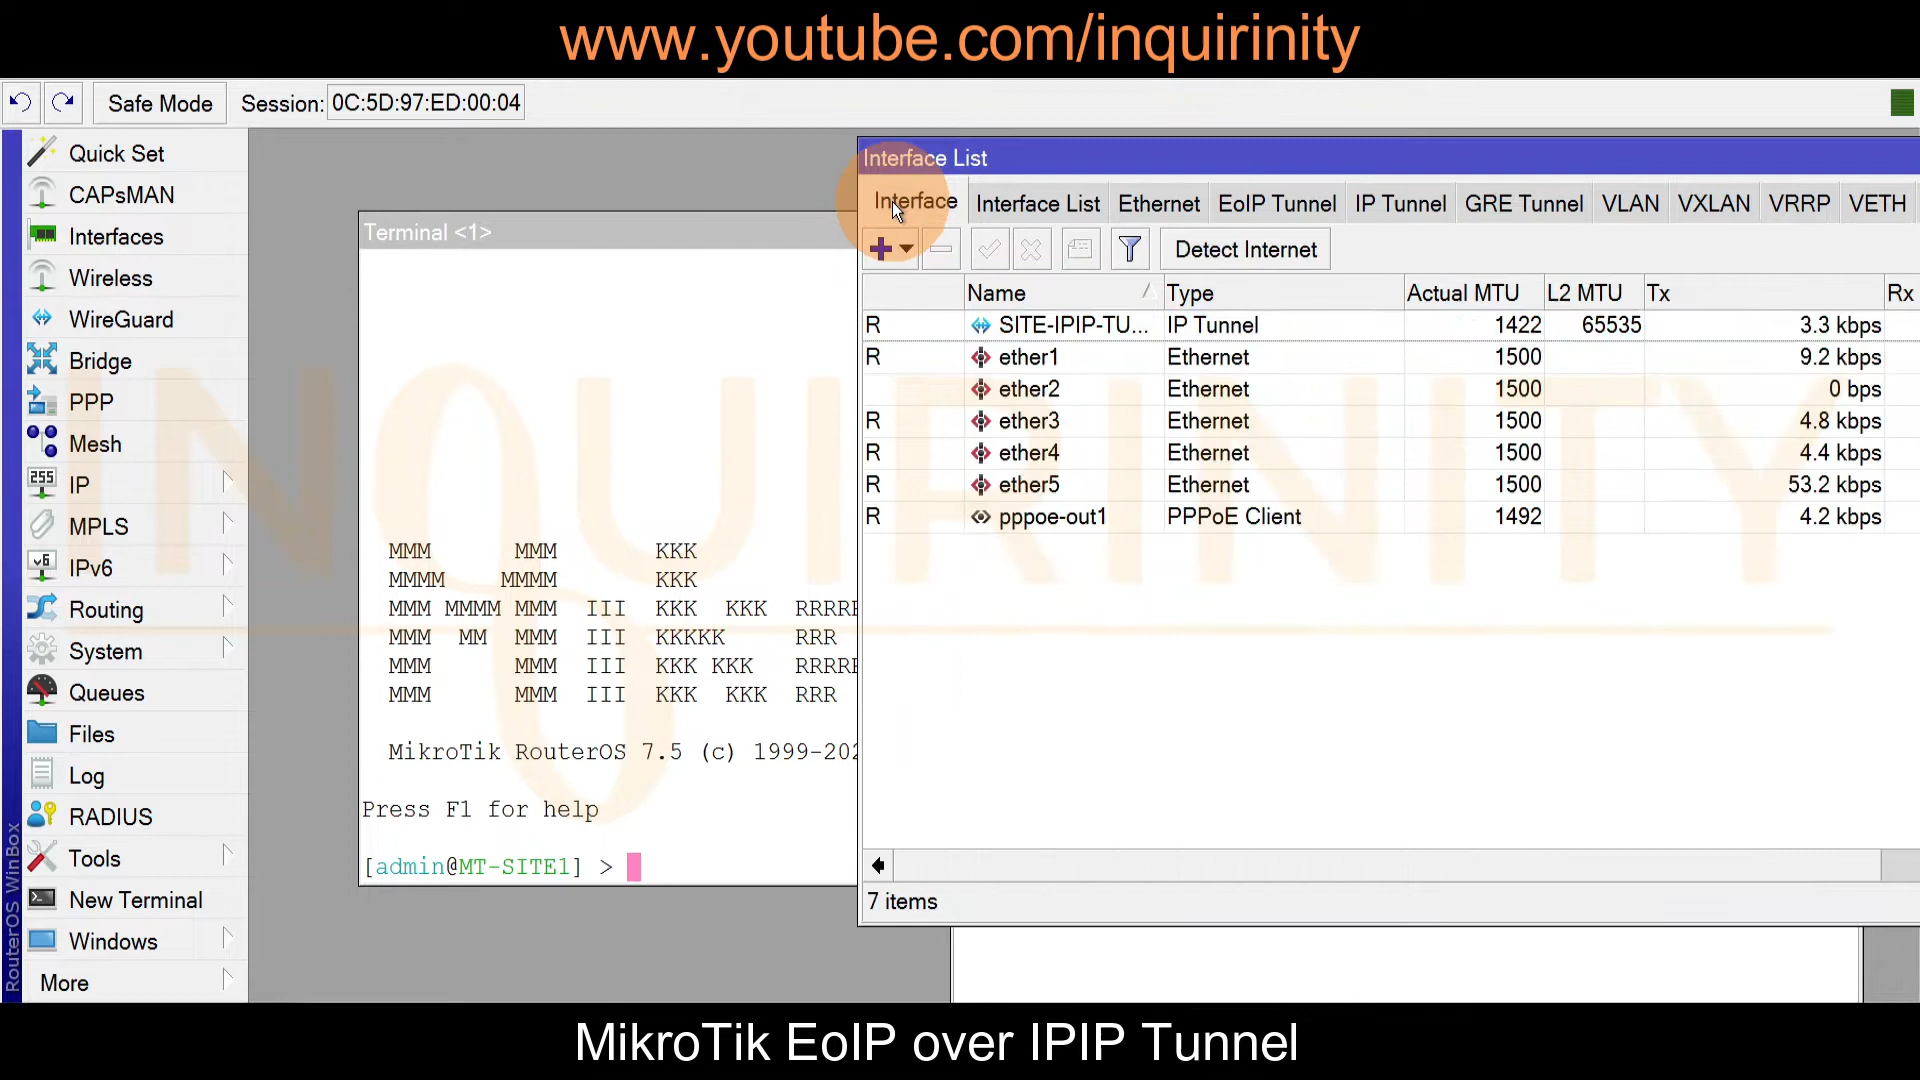 www.youtube.com/inquirinity
Safe Mode Session: 0C:5D:97:ED:00:04
Quick Set
CAPsMAN
Interfaces
Wireless
WireGuard
Bridge
PPP
Mesh
IP
MPLS
IPv6
Routing
System
Queues
Files
Log
RADIUS
Tools
New Terminal
Windows
More
RouterOS WinBox
Terminal <1>
MMM MMM KKK
MMMM MMMM KKK
MMM MMMM MMM III KKK KKK RRRR
MMM MM MMM III KKKKK RRR
MMM MMM III KKK KKK RRRR
MMM MMM III KKK KKK RRR
MikroTik RouterOS 7.5 (c) 1999-202
Press F1 for help
[admin@MT-SITE1] >
Interface List
Interface Interface List Ethernet EoIP Tunnel IP Tunnel GRE Tunnel VLAN VXLAN VRRP VETH
Detect Internet
Name Type Actual MTU L2 MTU Tx Rx
R SITE-IPIP-TU... IP Tunnel 1422 65535 3.3 kbps
R ether1 Ethernet 1500 9.2 kbps
ether2 Ethernet 1500 0 bps
R ether3 Ethernet 1500 4.8 kbps
R ether4 Ethernet 1500 4.4 kbps
R ether5 Ethernet 1500 53.2 kbps
R pppoe-out1 PPPoE Client 1492 4.2 kbps
7 items
INQUIRINITY
MikroTik EoIP over IPIP Tunnel